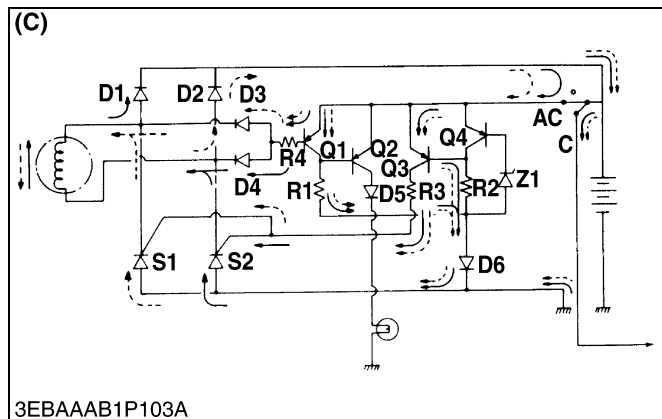 (C)
D1 D2 D3
AC
C
Q4
Q1 Q2
R4
Q3
D4
R1 D5 R3 R2 Z1
S1 S2
D6
3EBAAAB1P103A